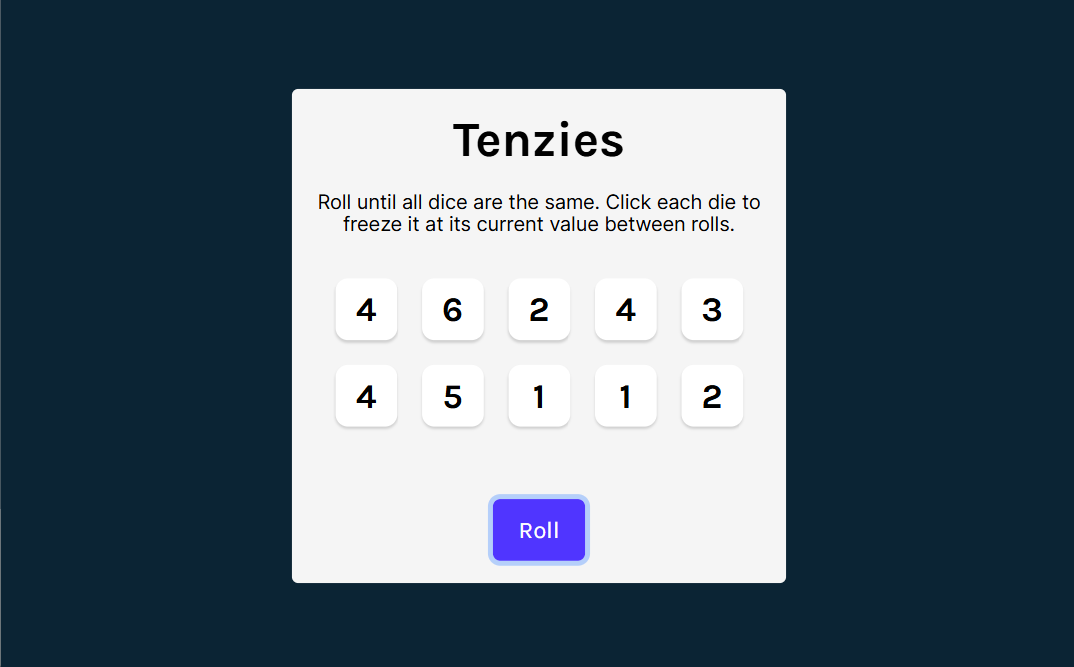 Tenzies
Roll until all dice are the same. Click each die to
freeze it at its current value between rolls.
4 6 2 4 3
4 5 1 1 2
Roll